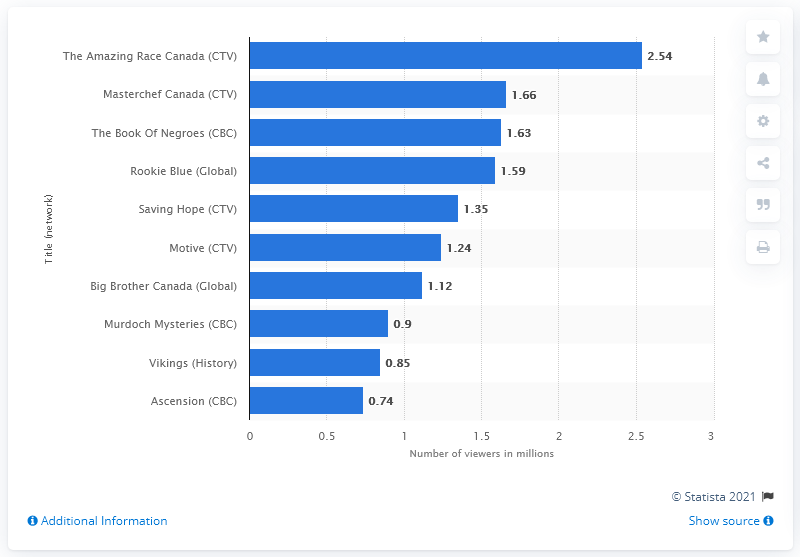 The Amazing Race Canada (CTV) 2.54
Masterchef Canada (CTV) 1.66
The Book Of Negroes (CBC) 1.63
Rookie Blue (Global) 1.59
Saving Hope (CTV) 1.35
Motive (CTV) 1.24
Big Brother Canada (Global) 1.12
Murdoch Mysteries (CBC) 0.9
Vikings (History) 0.85
Ascension (CBC) 0.74
Title (network)
0 0.5 1 1.5 2 2.5 3
Number of viewers in millions
© Statista 2021
Additional Information
Show source